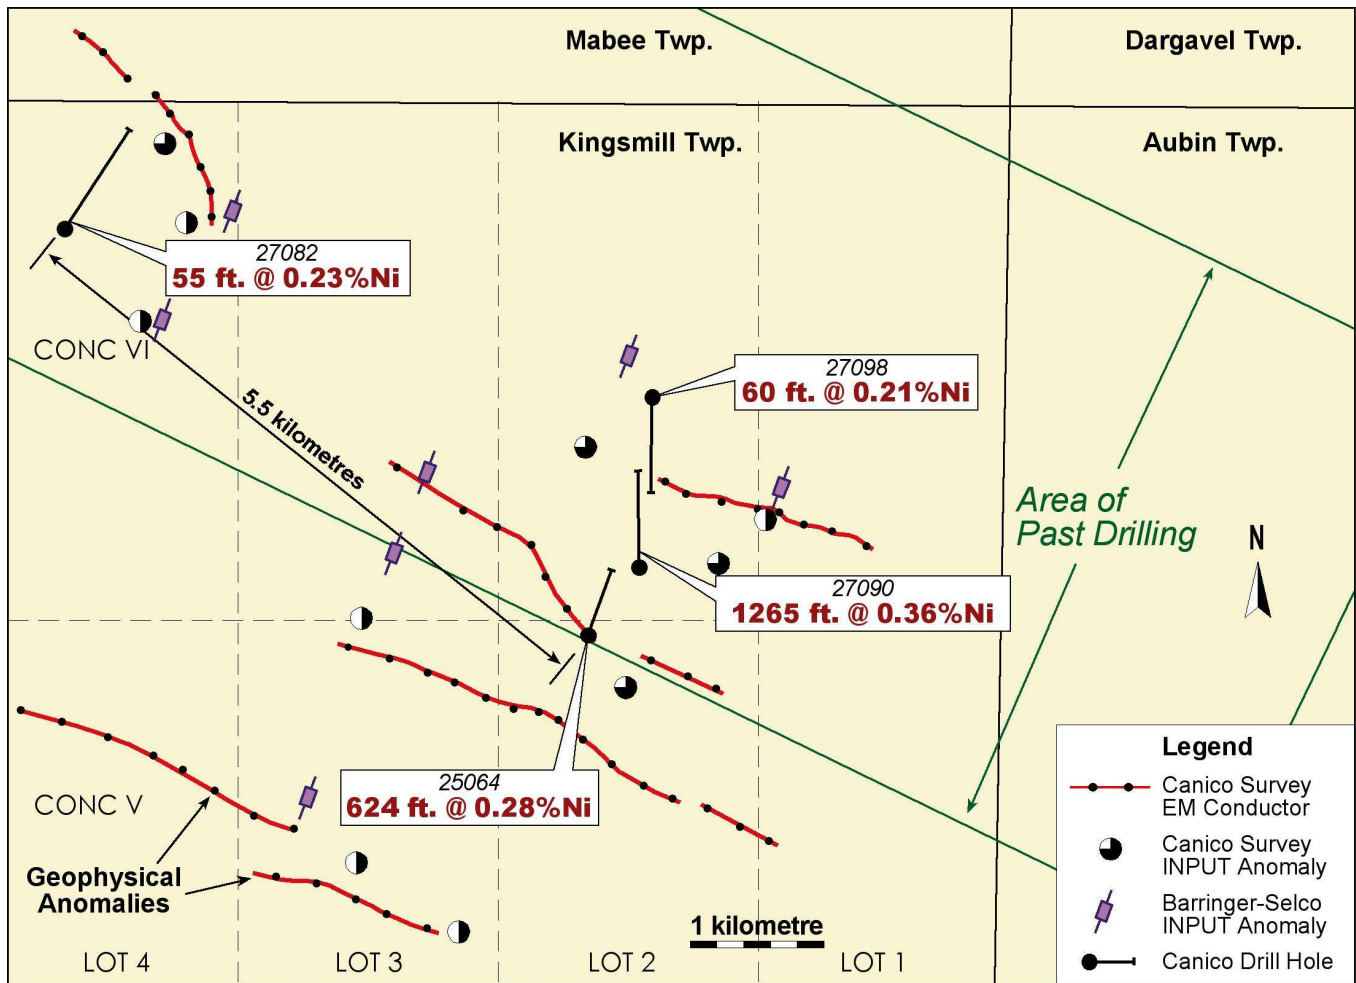 Mabee Twp.
Dargavel Twp.
Kingsmill Twp.
Aubin Twp.
27082
55 ft. @ 0.23%Ni
CONC VI
5.5 kilometres
27098
60 ft. @ 0.21%Ni
Area of
Past Drilling
N
27090
1265 ft. @ 0.36%Ni
25064
624 ft. @ 0.28%Ni
CONC V
Geophysical
Anomalies
1 kilometre
LOT 4
LOT 3
LOT 2
LOT 1
Legend
Canico Survey
EM Conductor
Canico Survey
INPUT Anomaly
Barringer-Selco
INPUT Anomaly
Canico Drill Hole